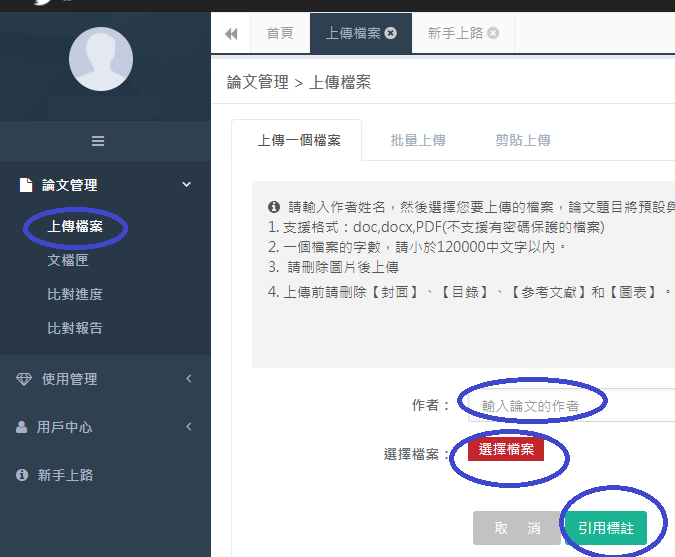 首頁
上傳檔案
新手上路
論文管理 > 上傳檔案
上傳一個檔案
批量上傳
剪貼上傳
論文管理
上傳檔案
文檔匣
比對進度
比對報告
使用管理
用戶中心
新手上路
請輸入作者姓名，然後選擇您要上傳的檔案，論文題目將預設與
1. 支援格式：doc,docx,PDF(不支援有密碼保護的檔案)
2. 一個檔案的字數，請小於120000中文字以內。
3. 請刪除圖片後上傳
4. 上傳前請刪除【封面】、【目錄】、【參考文獻】和【圖表】。
作者：
輸入論文的作者
選擇檔案：
選擇檔案
取 消
引用標註